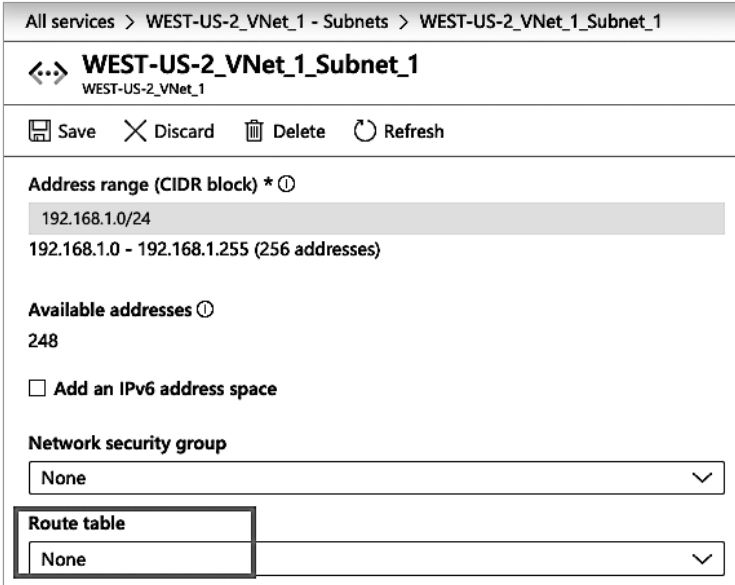 All services > WEST-US-2_VNet_1 - Subnets > WEST-US-2_VNet_1_Subnet_1
WEST-US-2_VNet_1_Subnet_1
WEST-US-2_VNet_1
Save Discard Delete Refresh
Address range (CIDR block) *
192.168.1.0/24
192.168.1.0 - 192.168.1.255 (256 addresses)
Available addresses
248
Add an IPv6 address space
Network security group
None
Route table
None